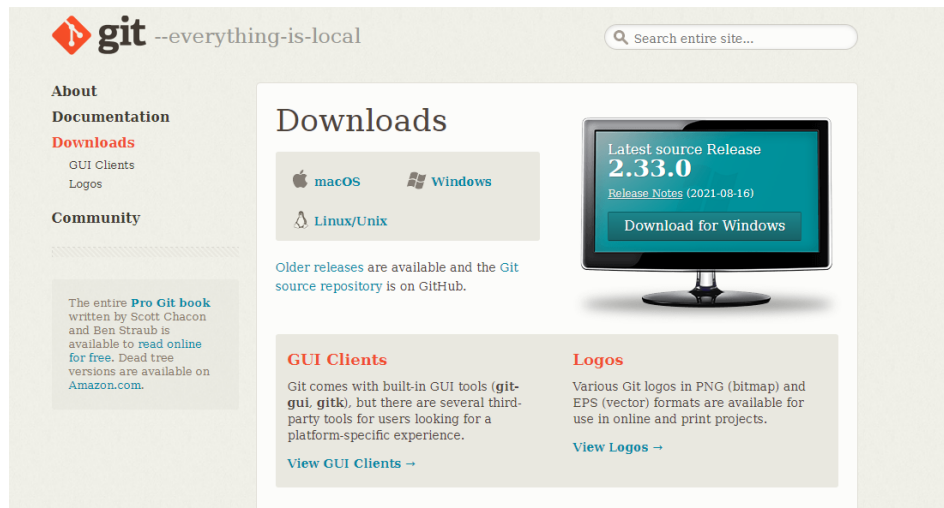 git --everything-is-local
Search entire site...
About
Documentation
Downloads
GUI Clients
Logos
Community
The entire Pro Git book
written by Scott Chacon
and Ben Straub is
available to read online
for free. Dead tree
versions are available on
Amazon.com.
Downloads
macOS
Windows
Linux/Unix
Older releases are available and the Git
source repository is on GitHub.
Latest source Release
2.33.0
Release Notes (2021-08-16)
Download for Windows
GUI Clients
Git comes with built-in GUI tools (git-
gui, gitk), but there are several third-
party tools for users looking for a
platform-specific experience.
View GUI Clients →
Logos
Various Git logos in PNG (bitmap) and
EPS (vector) formats are available for
use in online and print projects.
View Logos →